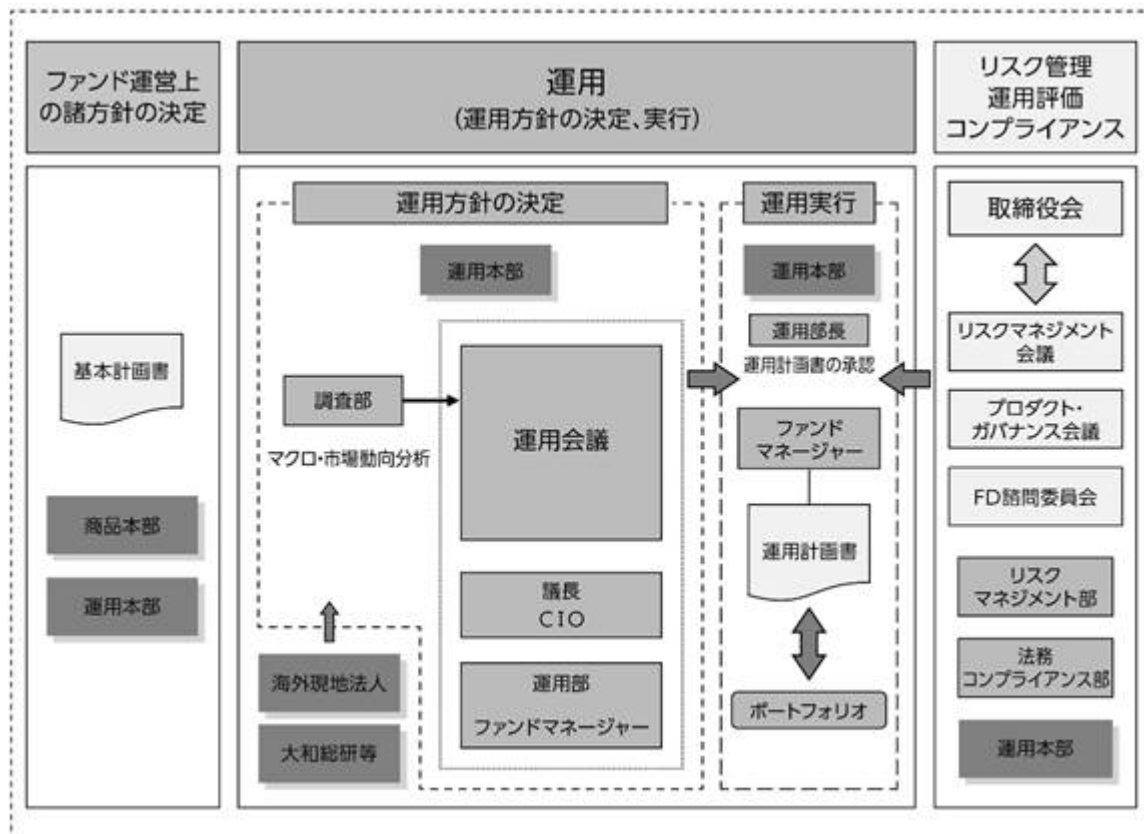 ファンド運営上
の諸方針の決定
基本計画書
商品本部
運用本部
運用
(運用方針の決定、実行)
運用方針の決定
運用本部
調査部
マクロ・市場動向分析
運用会議
議長
CIO
運用部
ファンドマネージャー
海外現地法人
大和総研等
運用実行
運用本部
運用部長
運用計画書の承認
ファンド
マネージャー
運用計画書
ポートフォリオ
リスク管理
運用評価
コンプライアンス
取締役会
リスクマネジメント
会議
プロダクト・
ガバナンス会議
FD諮問委員会
リスク
マネジメント部
法務
コンプライアンス部
運用本部